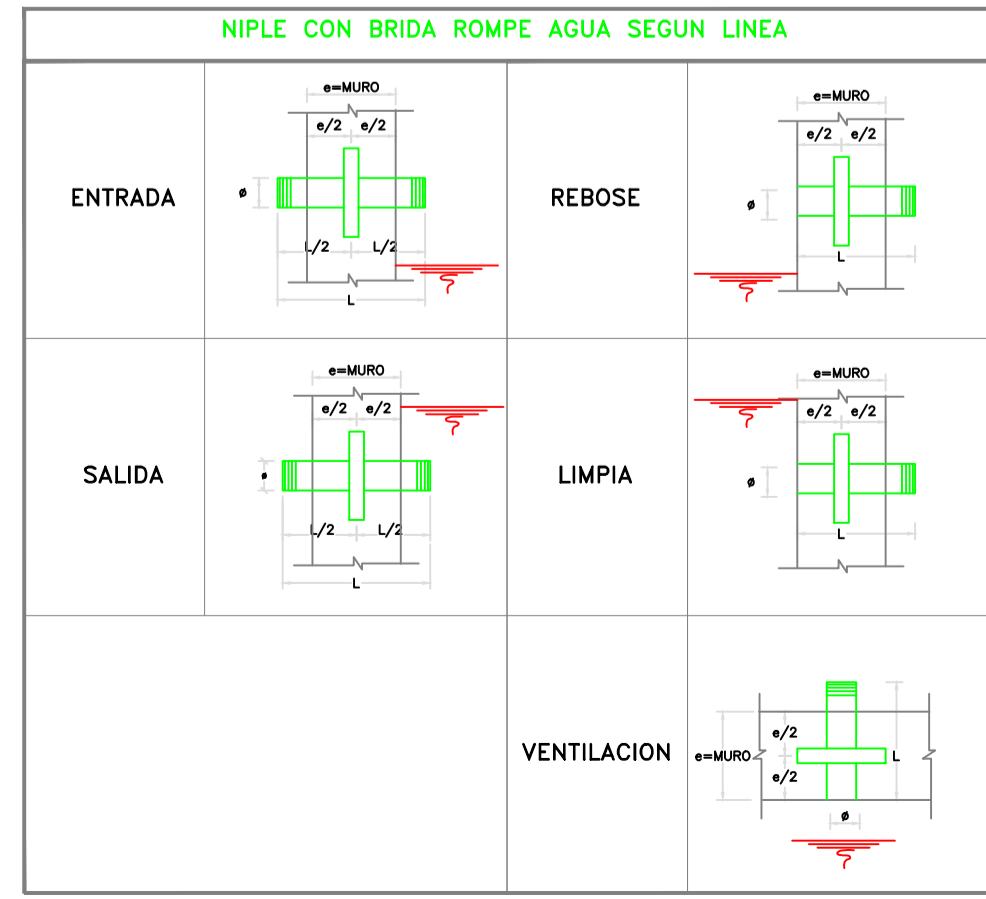 NIPLE CON BRIDA ROMPE AGUA SEGUN LINEA
ENTRADA
e=MURO
e/2 e/2
ø
L/2 L/2
L
REBOSE
e=MURO
e/2 e/2
ø
L
SALIDA
e=MURO
e/2 e/2
ø
L/2 L/2
L
LIMPIA
e=MURO
e/2 e/2
ø
L
VENTILACION
e=MURO
e/2
e/2
L
ø